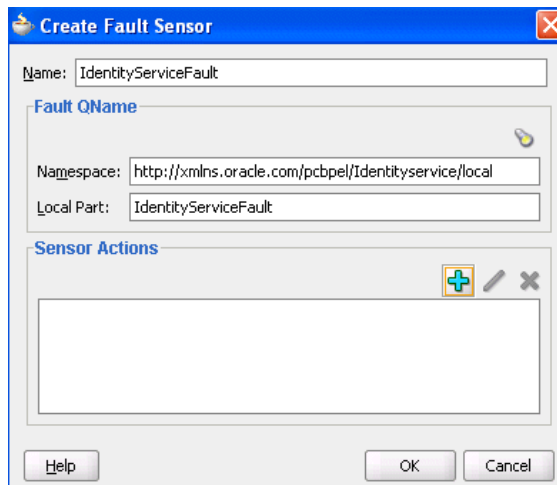 Create Fault Sensor
Name: IdentityServiceFault
Fault QName
Namespace: http://xmlns.oracle.com/pcbpel/Identityservice/local
Local Part: IdentityServiceFault
Sensor Actions
Help OK Cancel